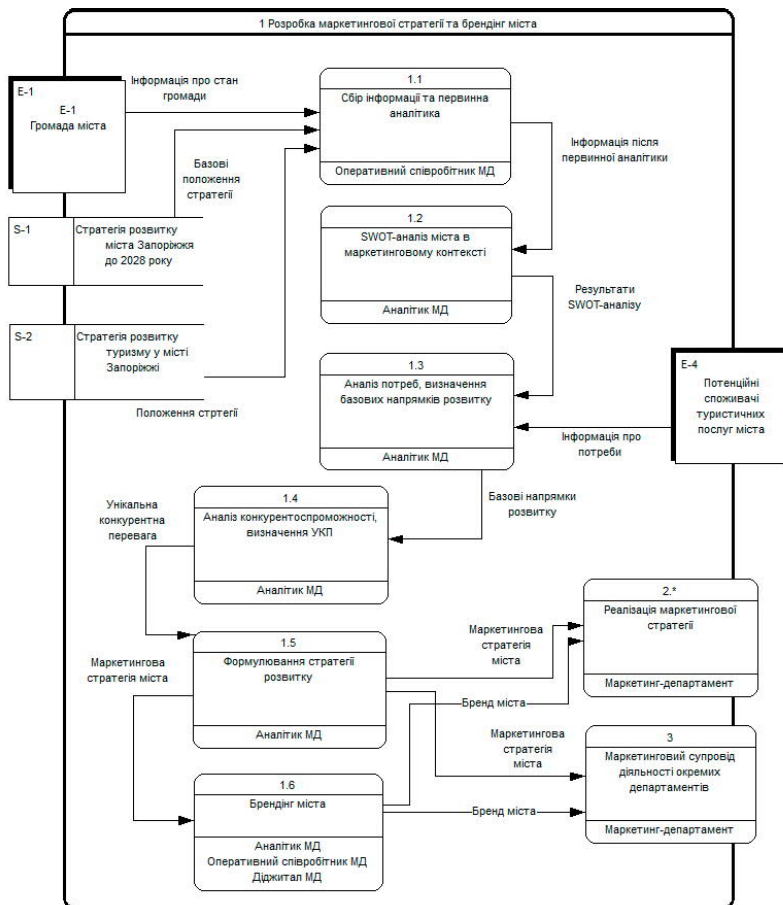 1 Розробка маркетингової стратегії та брендінг міста
E-1
E-1
Громада міста
Інформація про стан
громади
1.1
Сбір інформації та первинна
аналітика
Оперативний співробітник МД
Інформація після
первинної аналітики
Базові
положення
стратегії
S-1
Стратегія розвитку
міста Запоріжжя
до 2028 року
1.2
SWOT-аналіз міста в
маркетинговому контексті
Аналітик МД
Результати
SWOT-аналізу
S-2
Стратегія розвитку
туризму у місті
Запоріжжі
Положення стртегії
1.3
Аналіз потреб, визначення
базових напрямків розвитку
Аналітик МД
E-4
Потенційні
споживачі
туристичних
послуг міста
Інформація про
потреби
Базові напрямки
розвитку
Унікальна
конкурентна
перевага
1.4
Аналіз конкурентоспроможності,
визначення УКП
Аналітик МД
2.*
Реалізація маркетингової
стратегії
Маркетинг-департамент
Маркетингова
стратегія
міста
1.5
Формулювання стратегії
розвитку
Аналітик МД
Маркетингова
стратегія міста
Бренд міста
Маркетингова
стратегія
міста
3
Маркетинговий супровід
діяльності окремих
департаментів
Маркетинг-департамент
1.6
Брендінг міста
Аналітик МД
Оперативний співробітник МД
Діджитал МД
Бренд міста